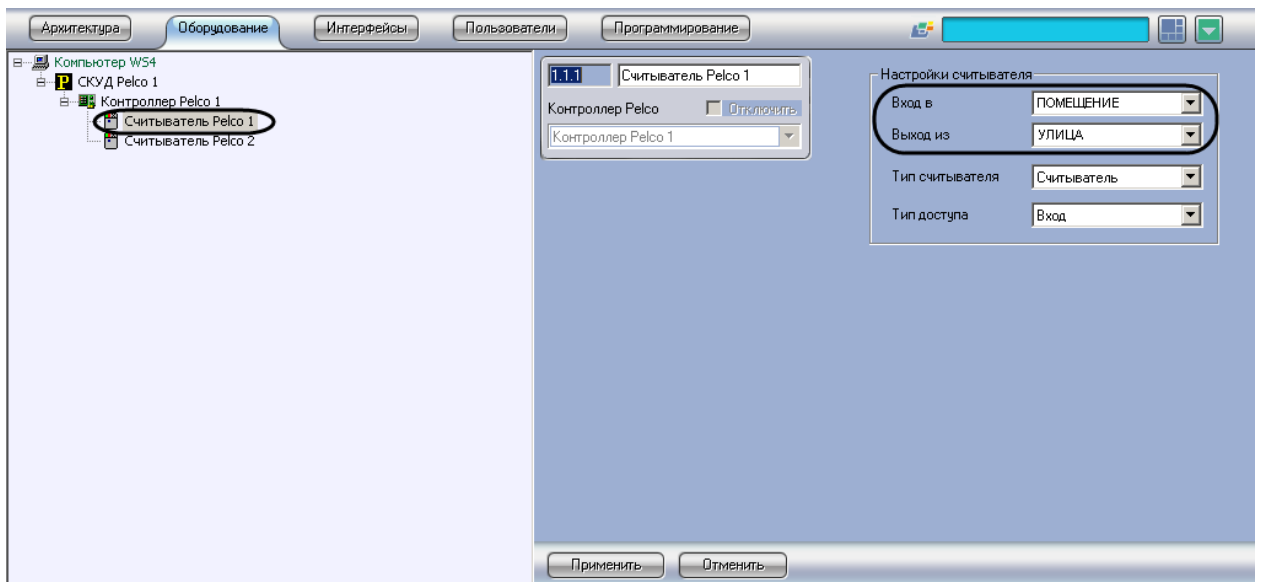 Архитектура Оборудование Интерфейсы Пользователи Программирование
Компьютер WS4
P СКУД Pelco 1
Контроллер Pelco 1
Считыватель Pelco 1
Считыватель Pelco 2
1.1.1 Считыватель Pelco 1
Контроллер Pelco Отключить
Контроллер Pelco 1
Настройки считывателя
Вход в ПОМЕЩЕНИЕ
Выход из УЛИЦА
Тип считывателя Считыватель
Тип доступа Вход
Применить Отменить